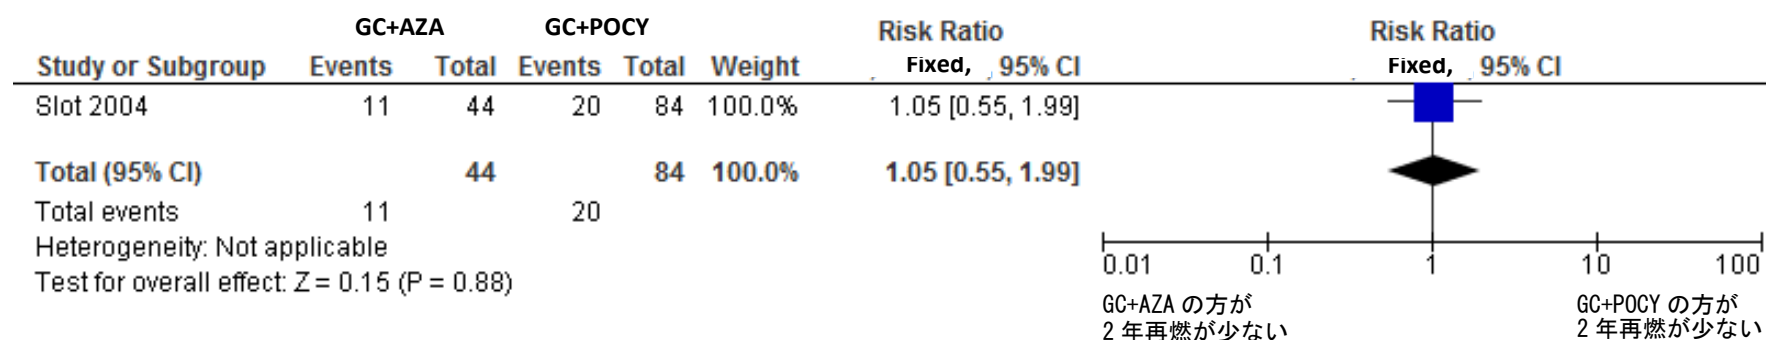 GC+AZA GC+POCY Risk Ratio Risk Ratio
Study or Subgroup Events Total Events Total Weight Fixed, 95% CI Fixed, 95% CI
Slot 2004 11 44 20 84 100.0% 1.05 [0.55, 1.99]
Total (95% CI) 44 84 100.0% 1.05 [0.55, 1.99]
Total events 11 20
Heterogeneity: Not applicable
Test for overall effect: Z = 0.15 (P = 0.88)
0.01 0.1 1 10 100
GC+AZA の方が
2 年再燃が少ない
GC+POCY の方が
2 年再燃が少ない